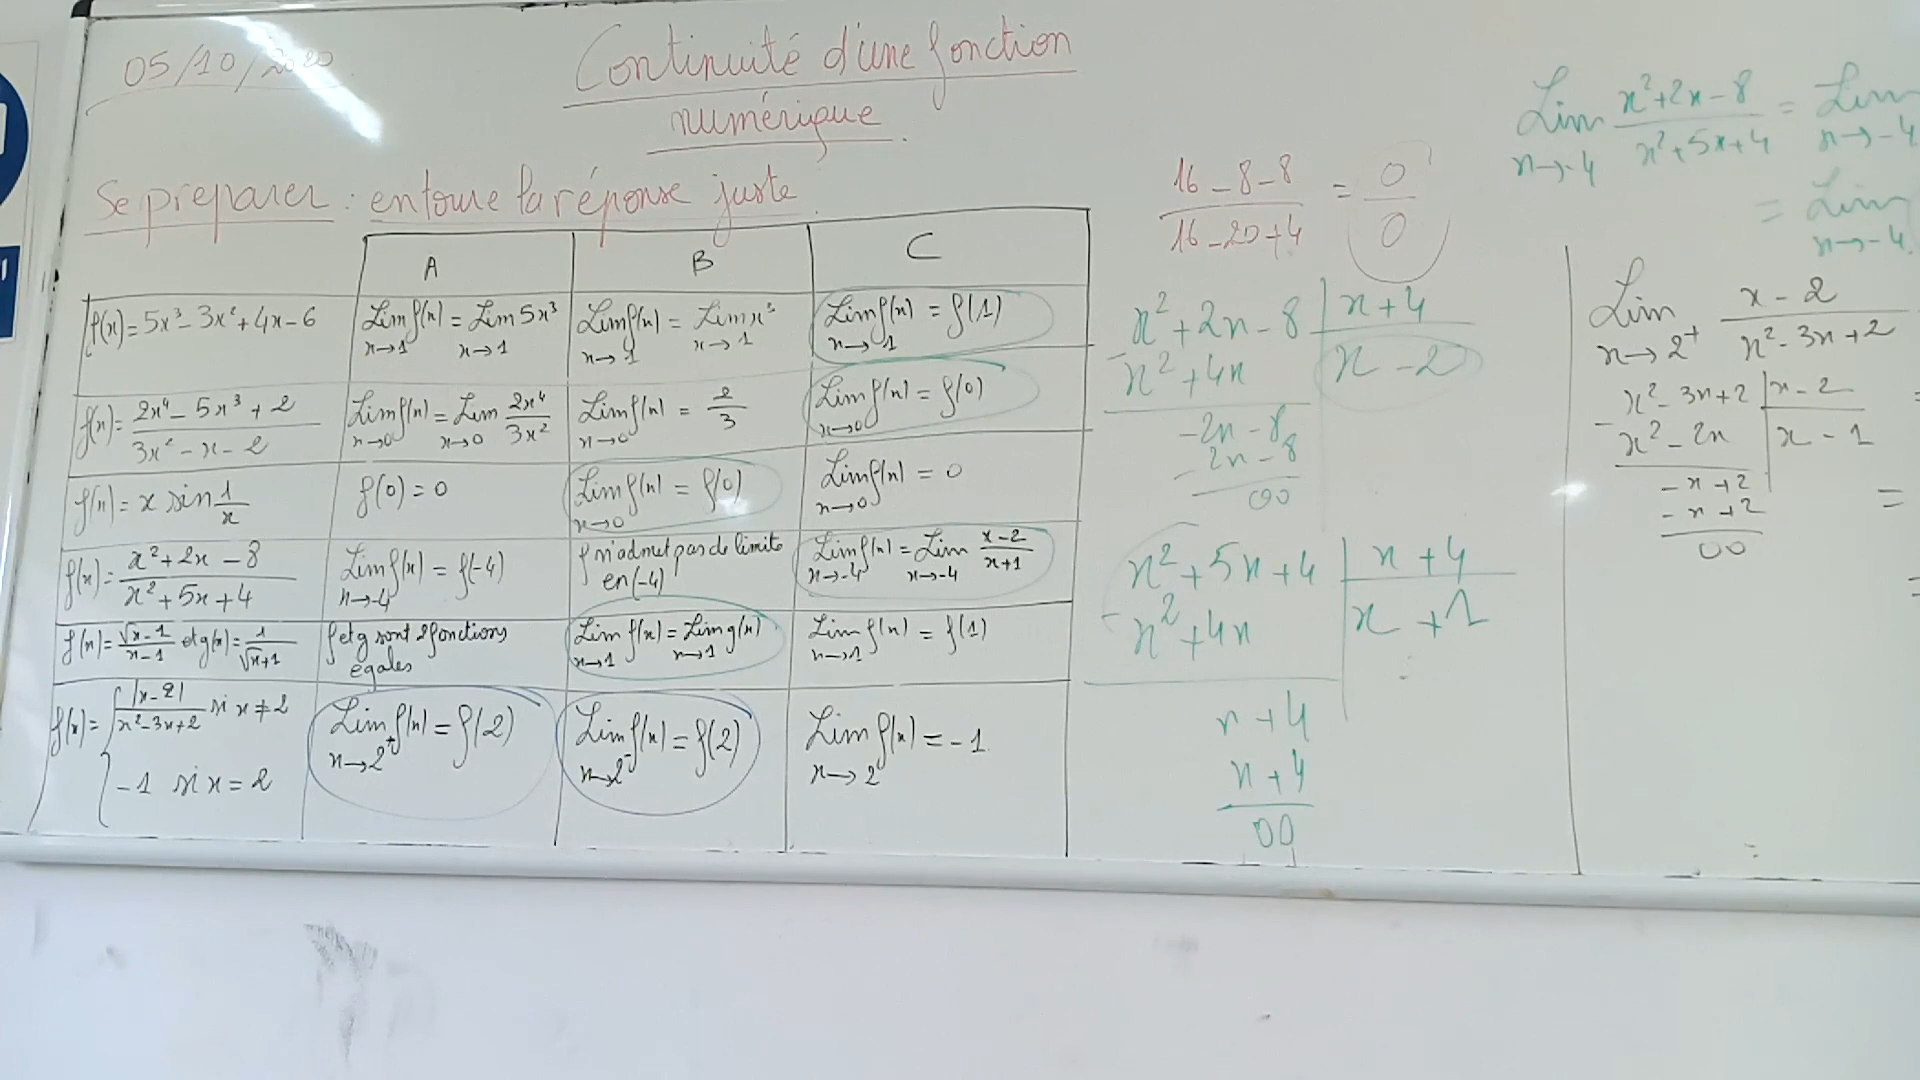 05/10/2020
Continuité d'une fonction
numérique.
Se préparer : entoure la réponse juste.
A B C
f(x) = 5x³ - 3x² + 4x - 6 | Lim f(x) = Lim 5x³ | Lim f(x) = Lim x³ | Lim f(x) = f(1)
x→1 x→1 | x→1 x→1 | x→1
f(x) = (2x⁴ - 5x³ + 2)/(3x² - x - 2) | Lim f(x) = Lim 2x⁴/3x² | Lim f(x) = 2/3 | Lim f(x) = f(0)
x→0 x→0 | x→0 | x→0
f(x) = x sin 1/x | f(0) = 0 | Lim f(x) = f(0) | Lim f(x) = 0
x→0 | x→0
f(x) = (x² + 2x - 8)/(x² + 5x + 4) | Lim f(x) = f(-4) | f n'admet pas de limite | Lim f(x) = Lim (x-2)/(x+1)
x→-4 | en (-4) | x→-4 x→-4
f(x) = (√x - 1)/(x - 1) et g(x) = 1/(√x + 1) | f et g sont 2 fonctions | Lim f(x) = Lim g(x) | Lim f(x) = f(1)
égales | x→1 x→1 | x→1
f(x) = { |x-2|/(x² - 3x + 2) si x ≠ 2 | Lim f(x) = f(2) | Lim f(x) = f(2) | Lim f(x) = -1
x→2⁺ | x→2⁻ | x→2
-1 si x = 2
(16 - 8 - 8)/(16 - 20 + 4) = 0/0
x² + 2x - 8 | x + 4
- x² + 4x | x - 2
-2x - 8
- 2x - 8
00
x² + 5x + 4 | x + 4
- x² + 4x | x + 1
x + 4
x + 4
00
Lim (x² + 2x - 8)/(x² + 5x + 4) = Lim
x→-4 x→-4
= Lim
x→-4
Lim (x - 2)/(x² - 3x + 2)
x→2⁺
x² - 3x + 2 | x - 2
- x² - 2x | x - 1
- x + 2
- x + 2
00
=
=